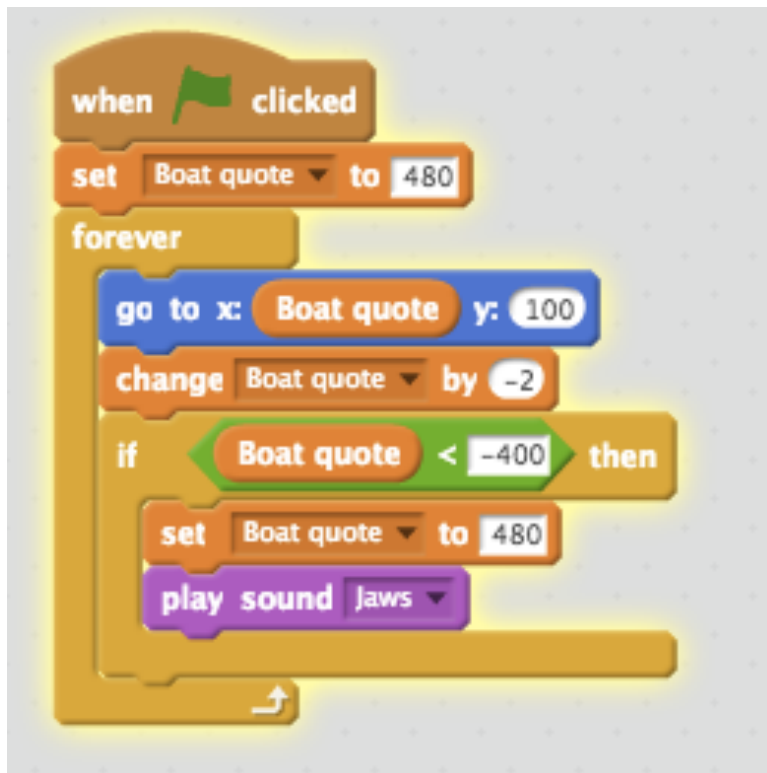 when clicked
set Boat quote to 480
forever
go to x: Boat quote y: 100
change Boat quote by -2
if Boat quote < -400 then
set Boat quote to 480
play sound Jaws